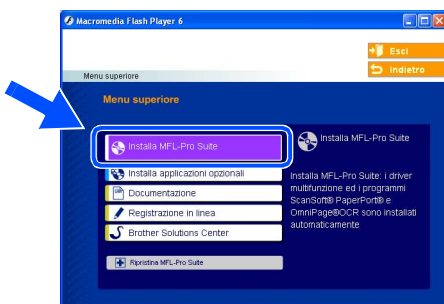 Macromedia Flash Player 6
Esci
Indietro
Menu superiore
Menu superiore
Installa MFL-Pro Suite
Installa applicazioni opzionali
Documentazione
Registrazione in linea
Brother Solutions Center
Ripristina MFL-Pro Suite
Installa MFL-Pro Suite
Installa MFL-Pro Suite: i driver
multifunzione ed i programmi
ScanSoft® PaperPort® e
OmniPage®OCR sono installati
automaticamente